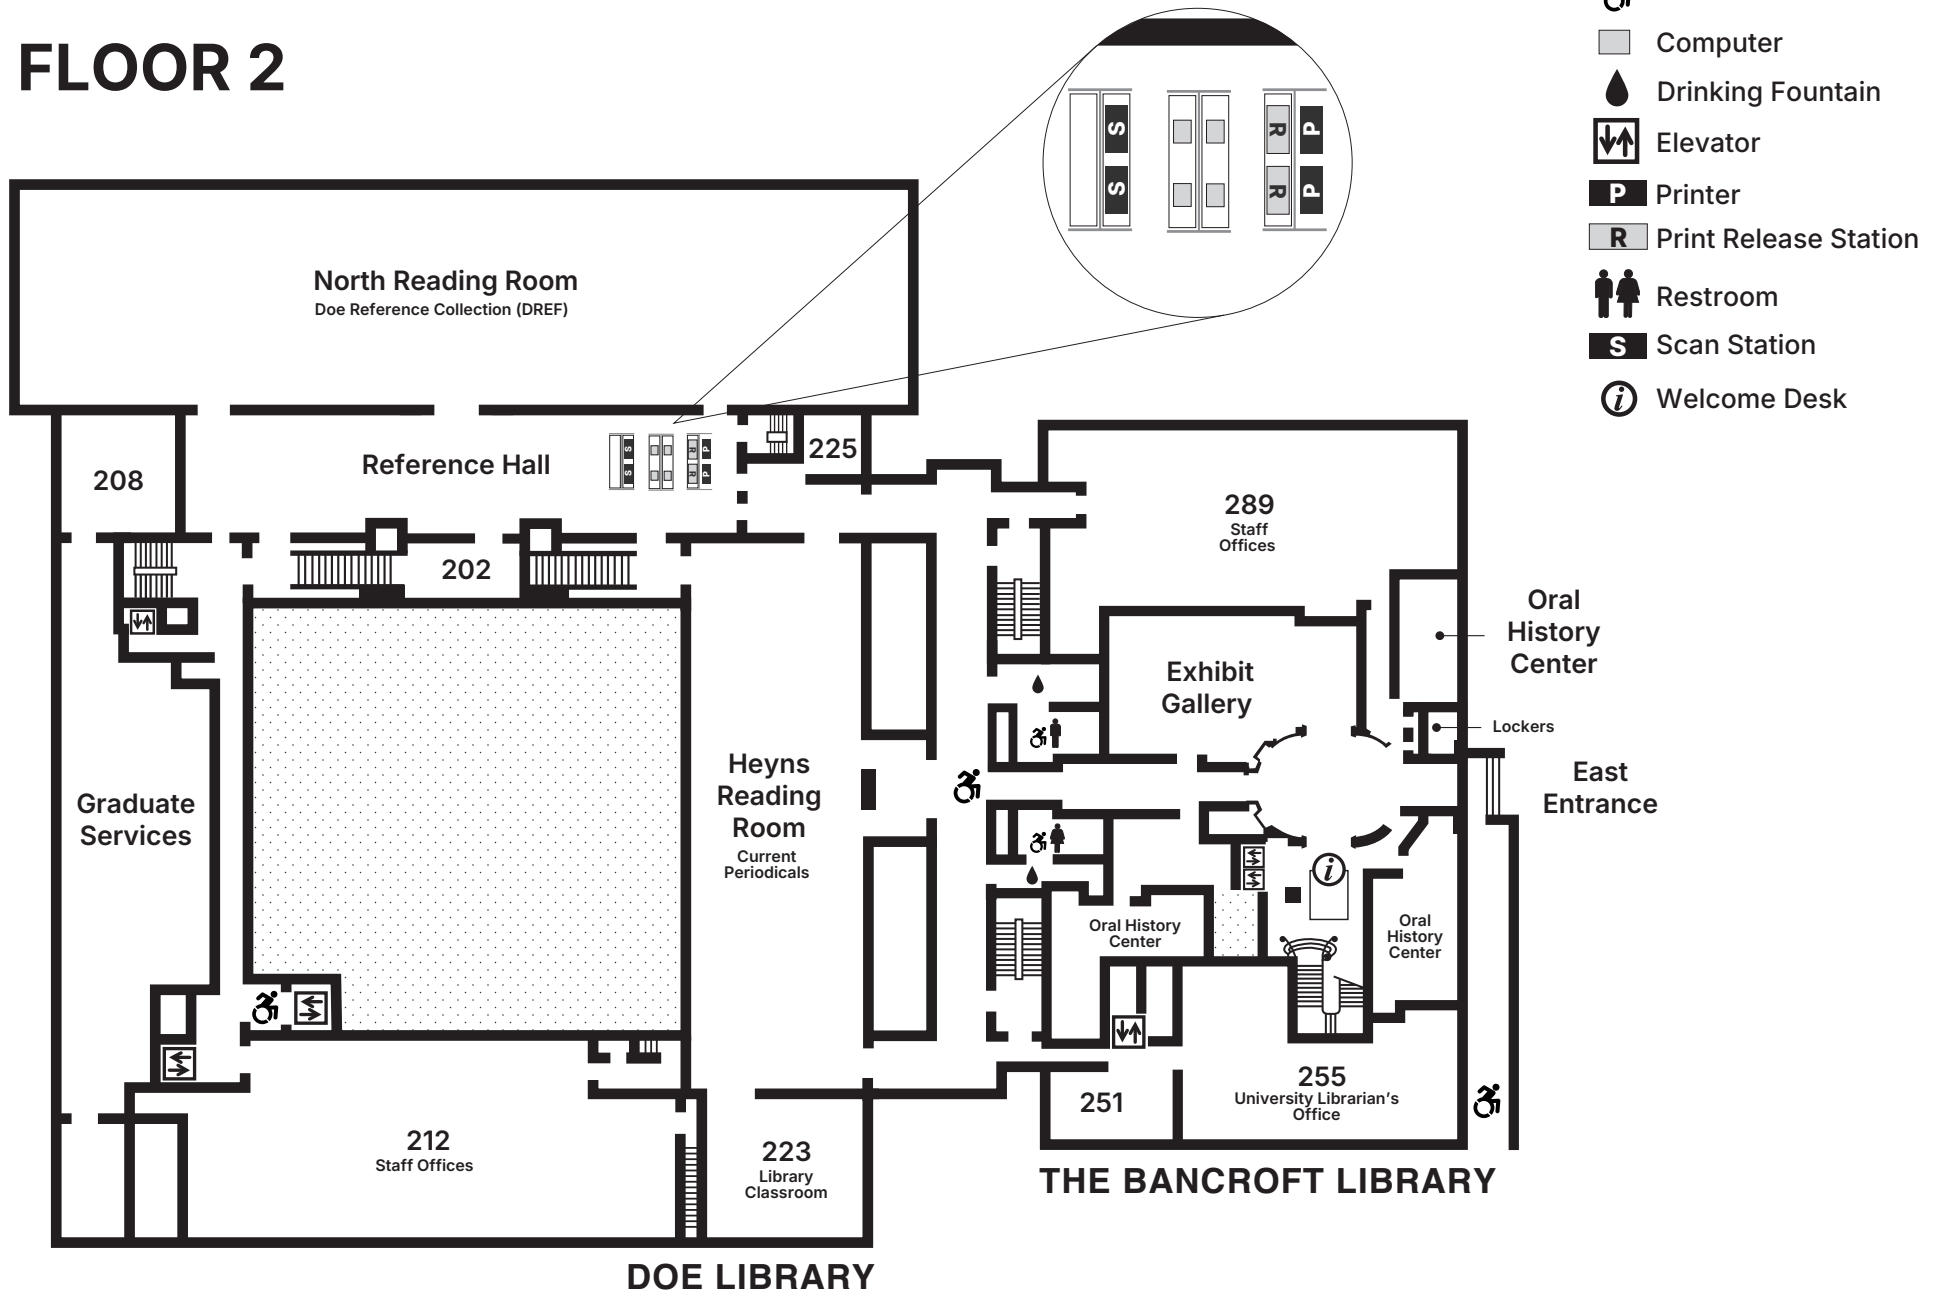 FLOOR 2
S
S
R
R
P
P
Computer
Drinking Fountain
Elevator
P Printer
R Print Release Station
Restroom
S Scan Station
i Welcome Desk
North Reading Room
Doe Reference Collection (DREF)
208
Reference Hall
S
S
R
R
P
P
225
202
289
Staff
Offices
Oral
History
Center
Exhibit
Gallery
Lockers
East
Entrance
Graduate
Services
Heyns
Reading
Room
Current
Periodicals
i
Oral History
Center
Oral
History
Center
212
Staff Offices
223
Library
Classroom
251
255
University Librarian’s
Office
THE BANCROFT LIBRARY
DOE LIBRARY